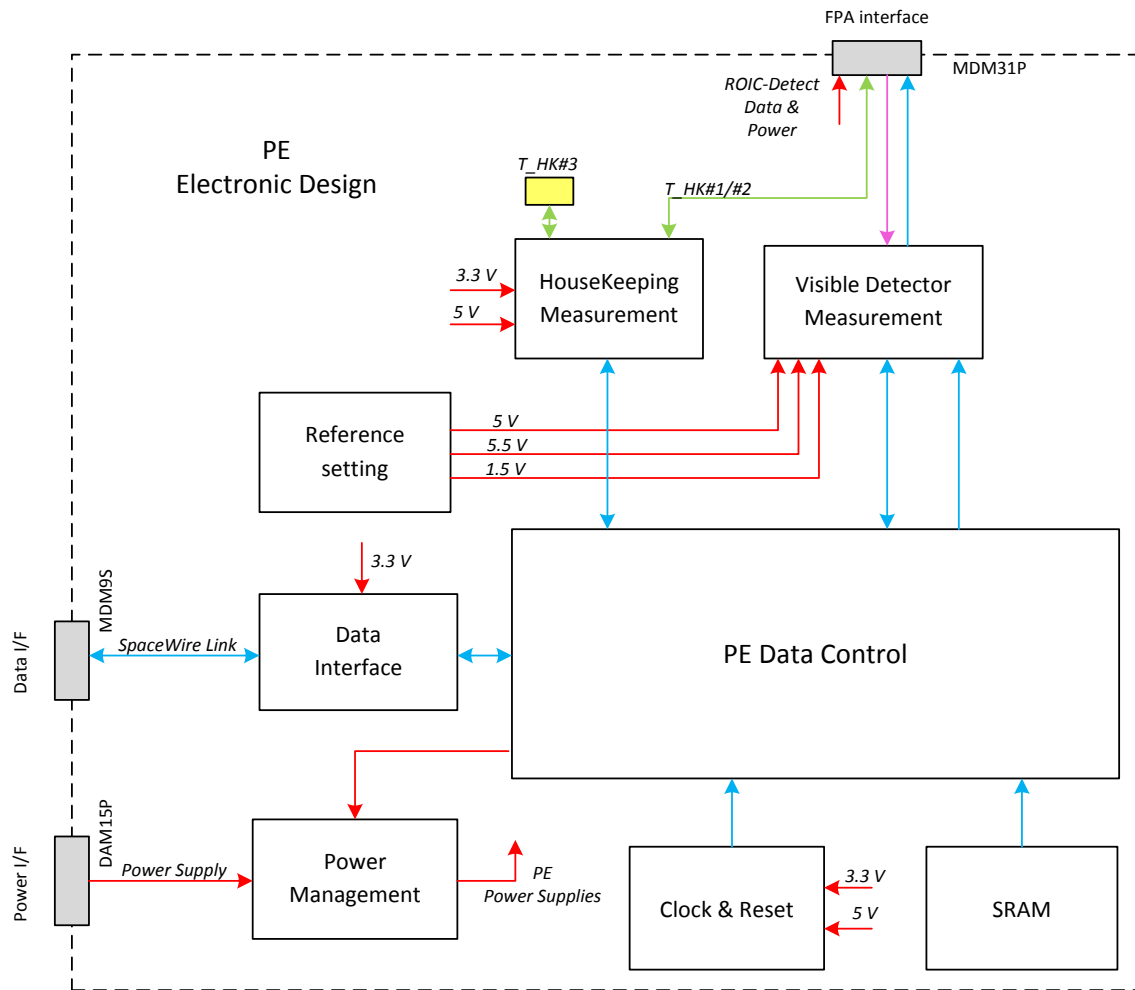 FPA interface
MDM31P
ROIC-Detect
Data &
Power
PE
Electronic Design
T_HK#3
T_HK#1/#2
3.3 V
5 V
HouseKeeping
Measurement
Visible Detector
Measurement
Reference
setting
5 V
5.5 V
1.5 V
3.3 V
MDM9S
Data I/F
SpaceWire Link
Data
Interface
PE Data Control
DAM15P
Power I/F
Power Supply
Power
Management
PE
Power Supplies
Clock & Reset
3.3 V
5 V
SRAM